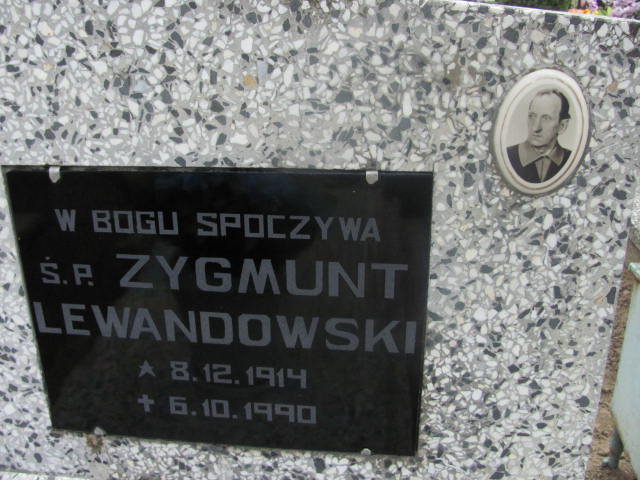 W BOGU SPOCZYWA
Ś.P. ZYGMUNT
LEWANDOWSKI
8.12.1914
✝ 6.10.1990